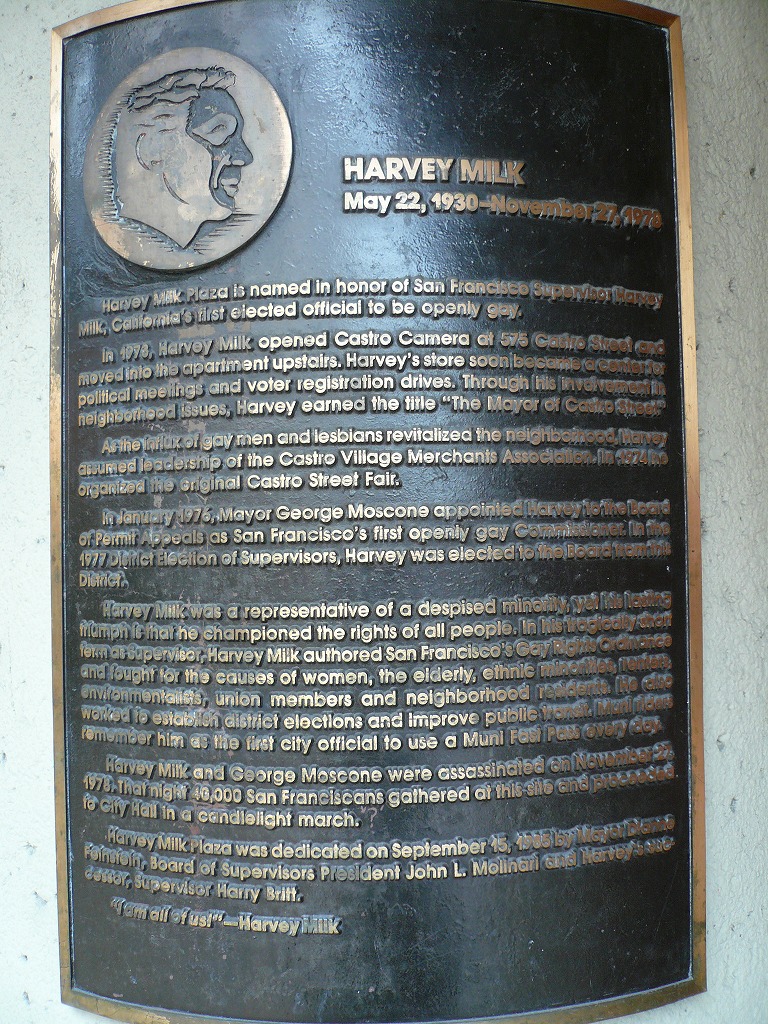 HARVEY MILK
May 22, 1930–November 27, 1978
Harvey Milk Plaza is named in honor of San Francisco Supervisor Harvey
Milk, California's first elected official to be openly gay.
In 1973, Harvey Milk opened Castro Camera at 575 Castro Street and
moved into the apartment upstairs. Harvey's store soon became a center for
political meetings and voter registration drives. Through his involvement in
neighborhood issues, Harvey earned the title "The Mayor of Castro Street."
As the influx of gay men and lesbians revitalized the neighborhood, Harvey
assumed leadership of the Castro Village Merchants Association. In 1974 he
organized the original Castro Street Fair.
In January 1976, Mayor George Moscone appointed Harvey to the Board
of Permit Appeals as San Francisco's first openly gay Commissioner. In the
1977 District Election of Supervisors, Harvey was elected to the Board from this
District.
Harvey Milk was a representative of a despised minority, yet his lasting
triumph is that he championed the rights of all people. In his tragically short
term as Supervisor, Harvey Milk authored San Francisco's Gay Rights Ordinance
and fought for the causes of women, the elderly, ethnic minorities, renters,
environmentalists, union members and neighborhood residents. He also
worked to establish district elections and improve public transit. Muni riders
remember him as the first city official to use a Muni Fast Pass every day.
Harvey Milk and George Moscone were assassinated on November 27,
1978. That night 40,000 San Franciscans gathered at this site and proceeded
to City Hall in a candlelight march.
Harvey Milk Plaza was dedicated on September 15, 1985 by Mayor Dianne
Feinstein, Board of Supervisors President John L. Molinari and Harvey's suc-
cessor, Supervisor Harry Britt.
"I am all of us!"—Harvey Milk